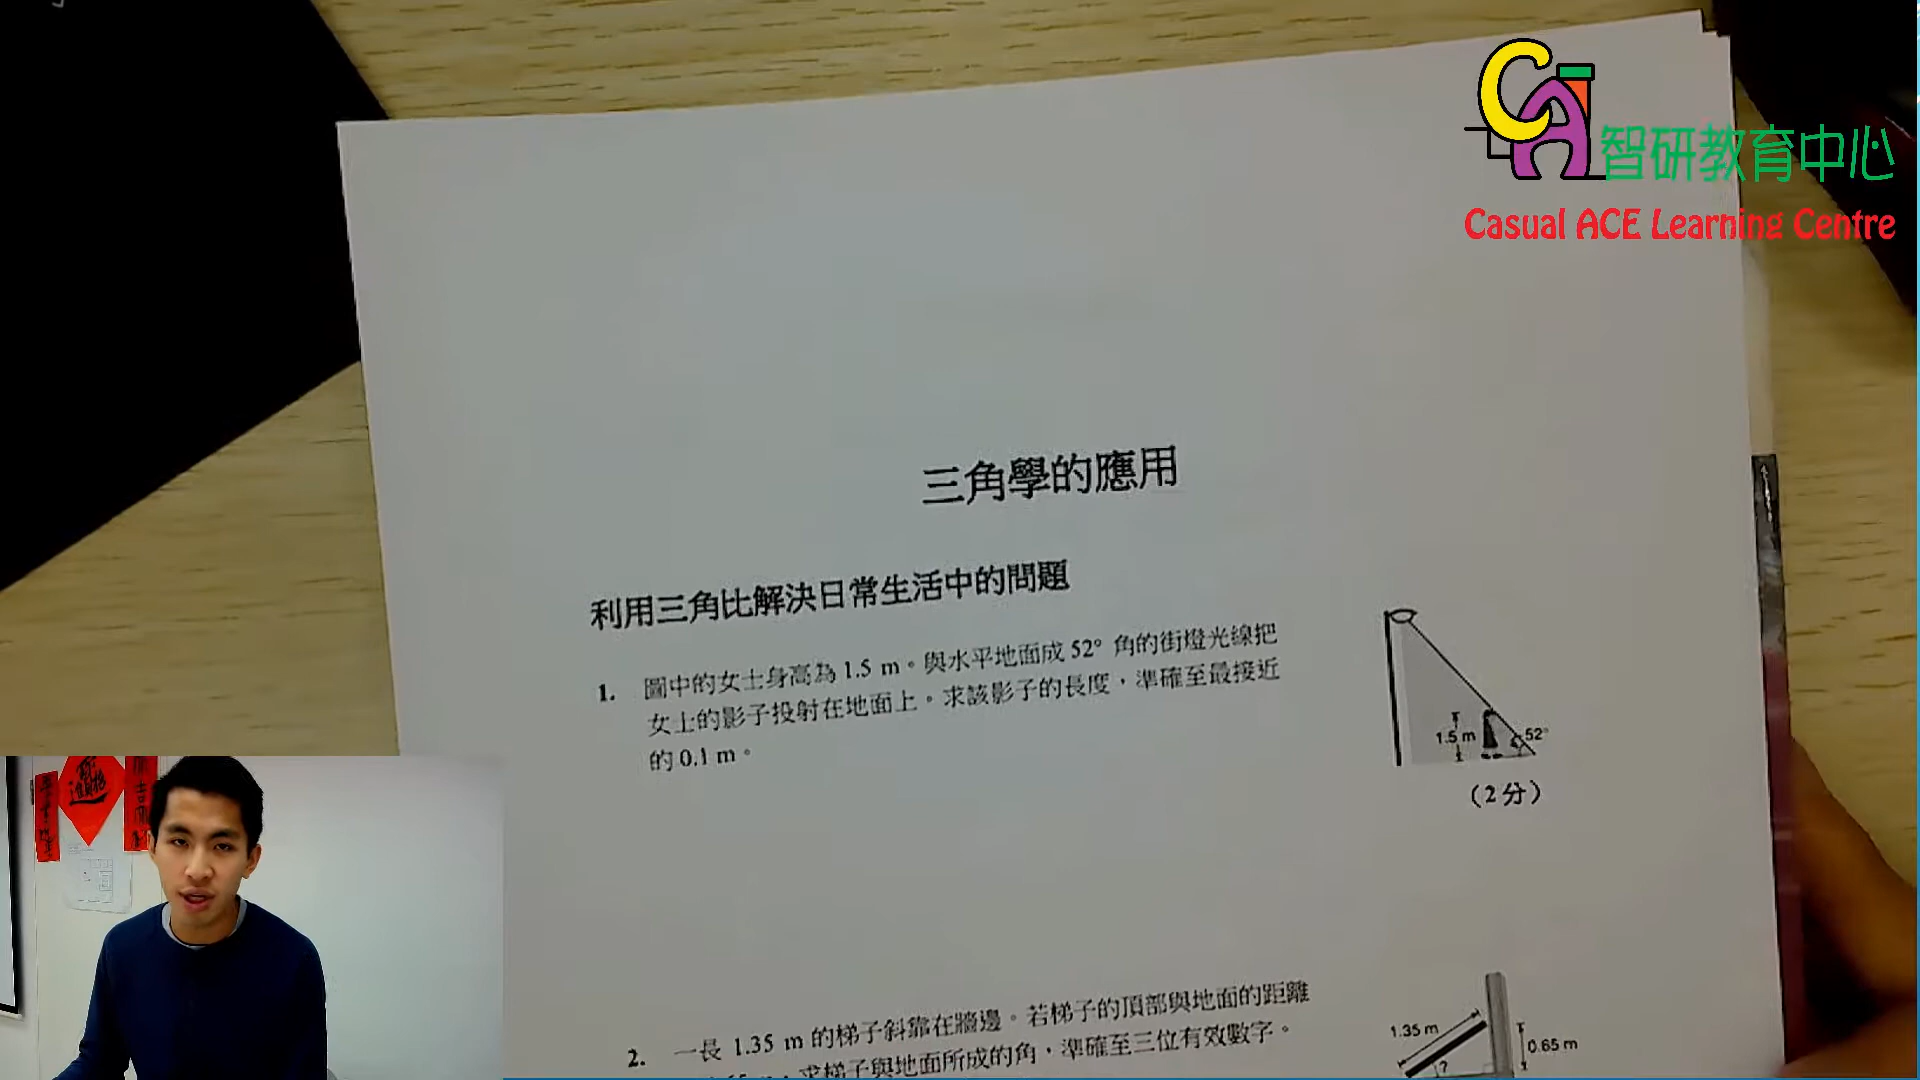 智研教育中心
Casual ACE Learning Centre
三角學的應用
利用三角比解決日常生活中的問題
1. 圖中的女士身高為 1.5 m。與水平地面成 52° 角的街燈光線把
女士的影子投射在地面上。求該影子的長度，準確至最接近
的 0.1 m。
1.5 m
52°
（2 分）
2. 一長 1.35 m 的梯子斜靠在牆邊。若梯子的頂部與地面的距離
求梯子與地面所成的角，準確至三位有效數字。
1.35 m
0.65 m
?